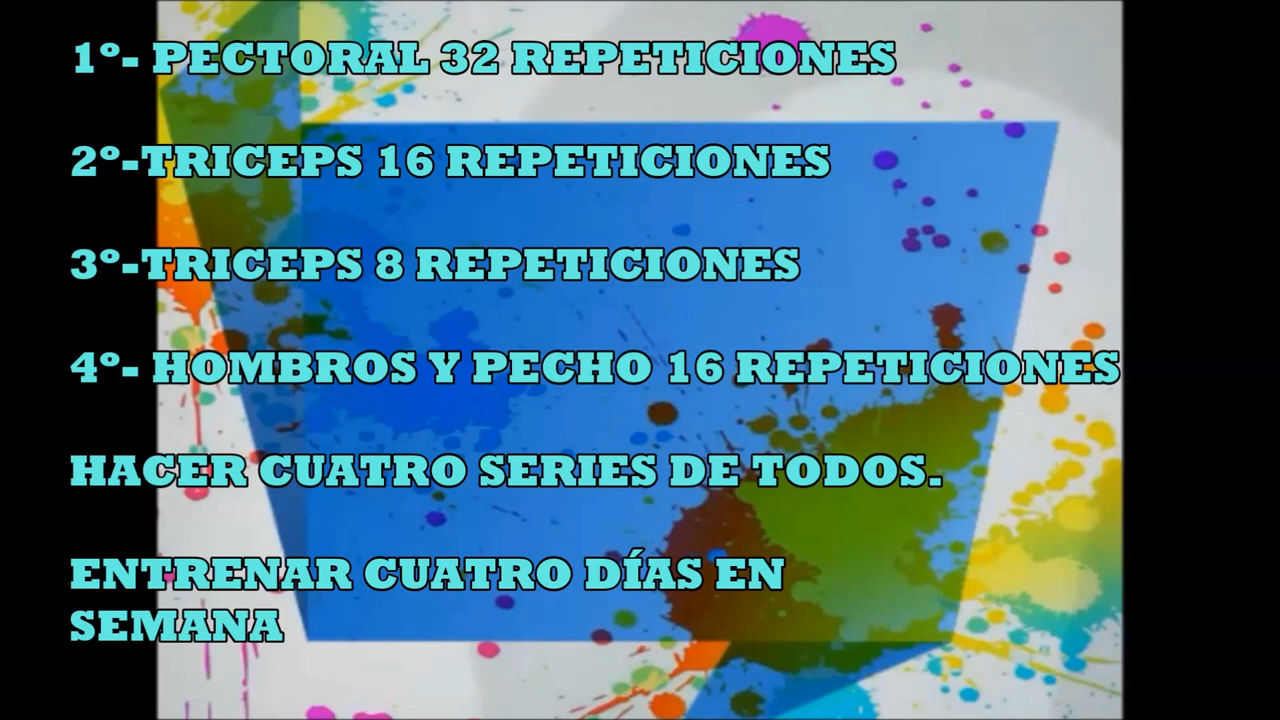 1º- PECTORAL 32 REPETICIONES
2º-TRICEPS 16 REPETICIONES
3º-TRICEPS 8 REPETICIONES
4º- HOMBROS Y PECHO 16 REPETICIONES
HACER CUATRO SERIES DE TODOS.
ENTRENAR CUATRO DÍAS EN
SEMANA